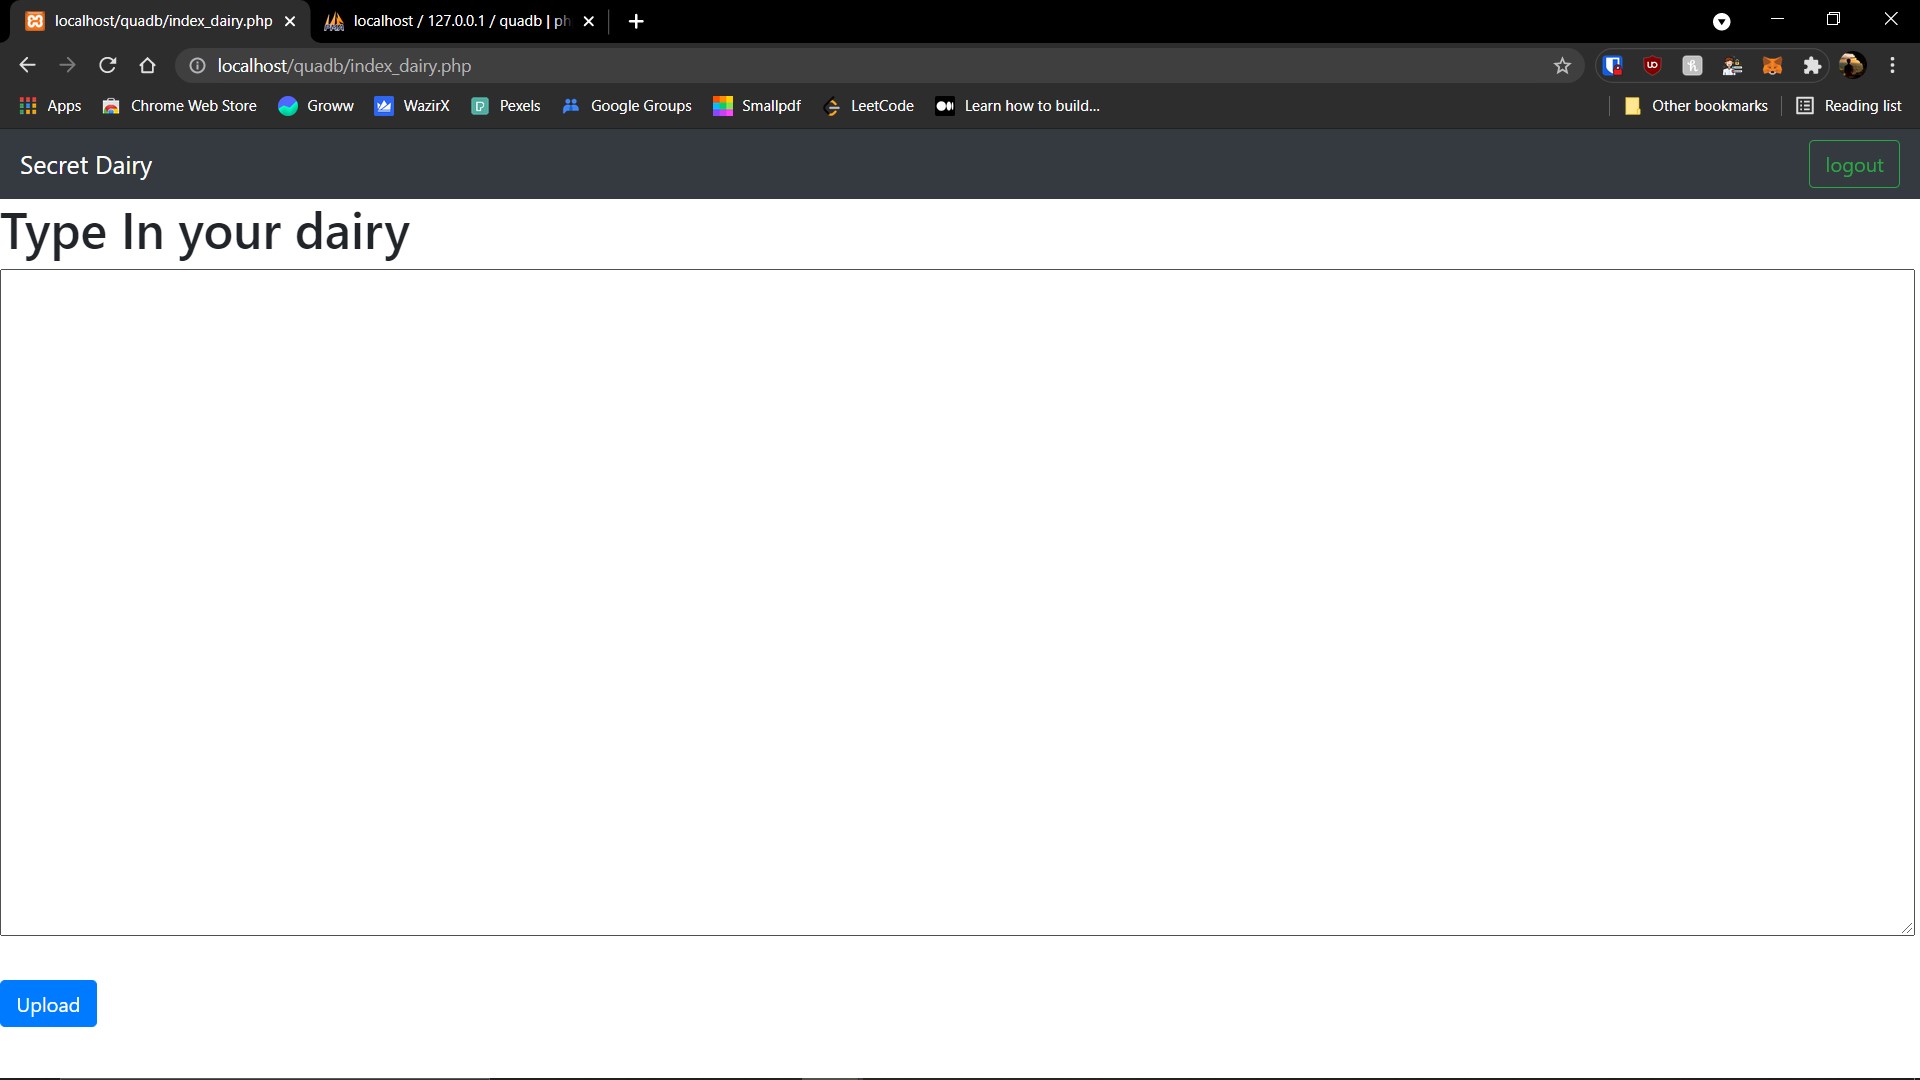 localhost/quadb/index_dairy.php
localhost / 127.0.0.1 / quadb | ph
localhost/quadb/index_dairy.php
Apps Chrome Web Store Groww WazirX Pexels Google Groups Smallpdf LeetCode Learn how to build... Other bookmarks Reading list
Secret Dairy logout
Type In your dairy
Upload